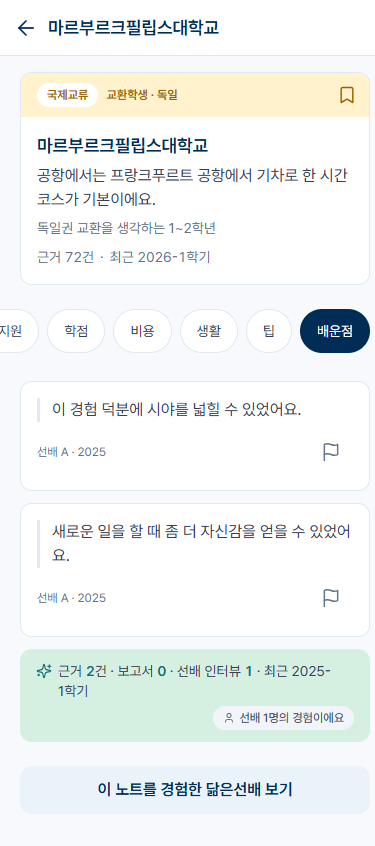 마르부르크필립스대학교
국제교류 교환학생 · 독일
마르부르크필립스대학교
공항에서는 프랑크푸르트 공항에서 기차로 한 시간
코스가 기본이에요.
독일권 교환을 생각하는 1~2학년
근거 72건 · 최근 2026-1학기
지원 학점 비용 생활 팁 배운점
이 경험 덕분에 시야를 넓힐 수 있었어요.
선배 A · 2025
새로운 일을 할 때 좀 더 자신감을 얻을 수 있었어
요.
선배 A · 2025
근거 2건 · 보고서 0 · 선배 인터뷰 1 · 최근 2025-
1학기
선배 1명의 경험이에요
이 노트를 경험한 닮은선배 보기